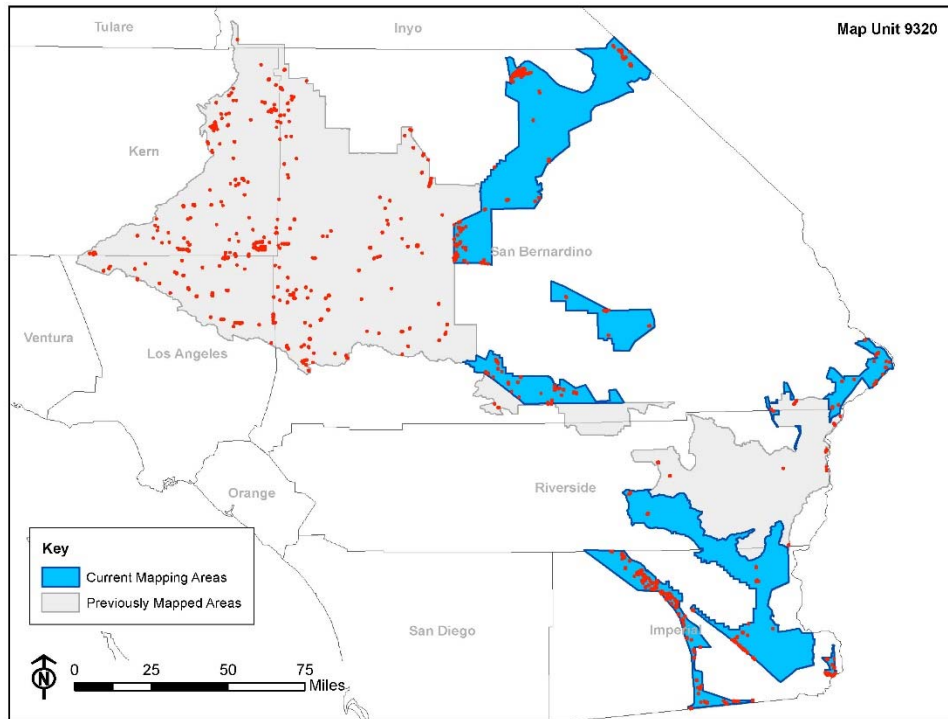 Tulare
Inyo
Map Unit 9320
Kern
San Bernardino
Ventura
Los Angeles
Orange
Riverside
Key
Current Mapping Areas
Previously Mapped Areas
San Diego
Imperial
N
0 25 50 75
Miles